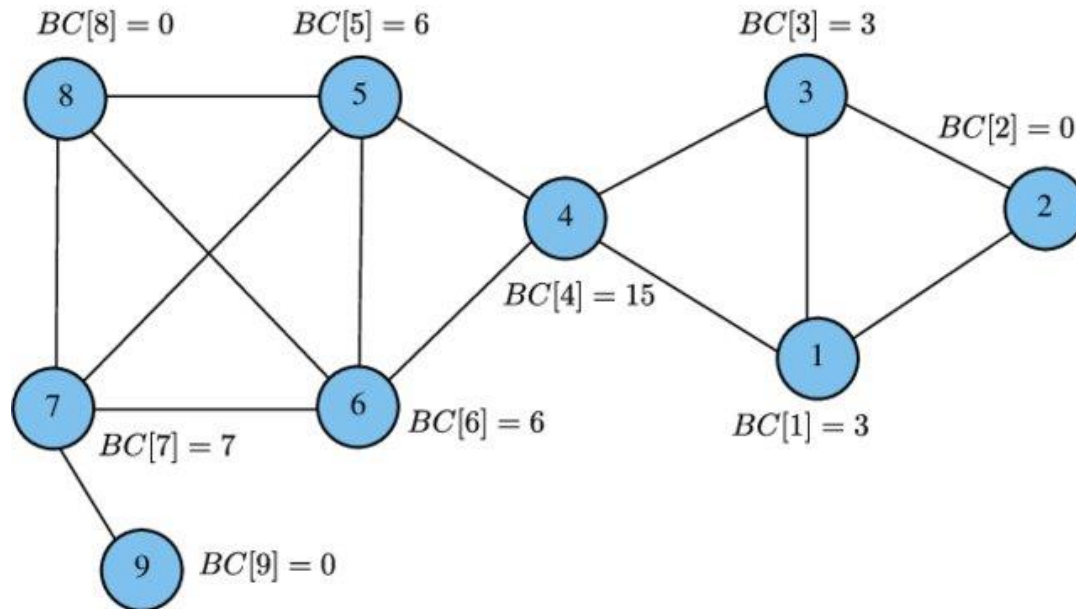 BC[8] = 0
BC[5] = 6
BC[3] = 3
8
5
3
BC[2] = 0
2
4
BC[4] = 15
1
7
6
BC[6] = 6
BC[1] = 3
BC[7] = 7
9
BC[9] = 0